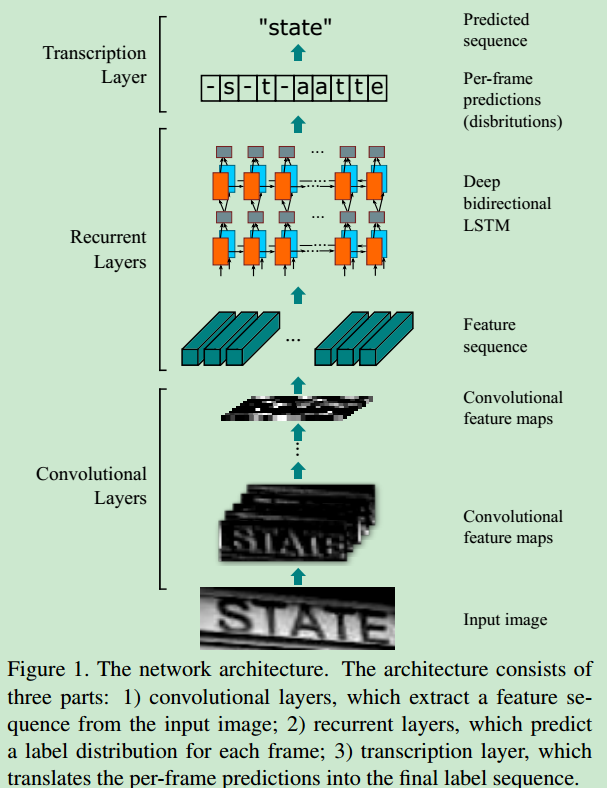 "state"
Predicted
sequence
Transcription
Layer
- s - t - a a t t e
Per-frame
predictions
(disbritutions)
Recurrent
Layers
Deep
bidirectional
LSTM
...
...
Feature
sequence
Convolutional
feature maps
Convolutional
Layers
STATE
Convolutional
feature maps
STATE
Input image
Figure 1. The network architecture. The architecture consists of
three parts: 1) convolutional layers, which extract a feature se-
quence from the input image; 2) recurrent layers, which predict
a label distribution for each frame; 3) transcription layer, which
translates the per-frame predictions into the final label sequence.